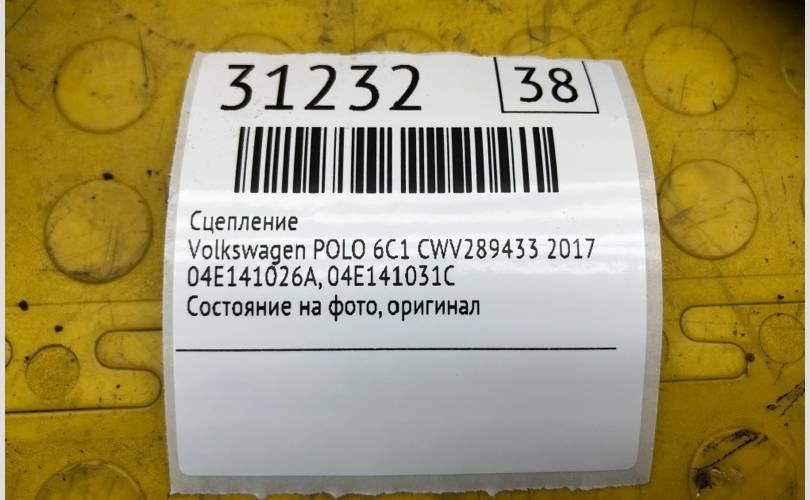 31232
38
Сцепление
Volkswagen POLO 6C1 CWV289433 2017
04E141026A, 04E141031C
Состояние на фото, оригинал